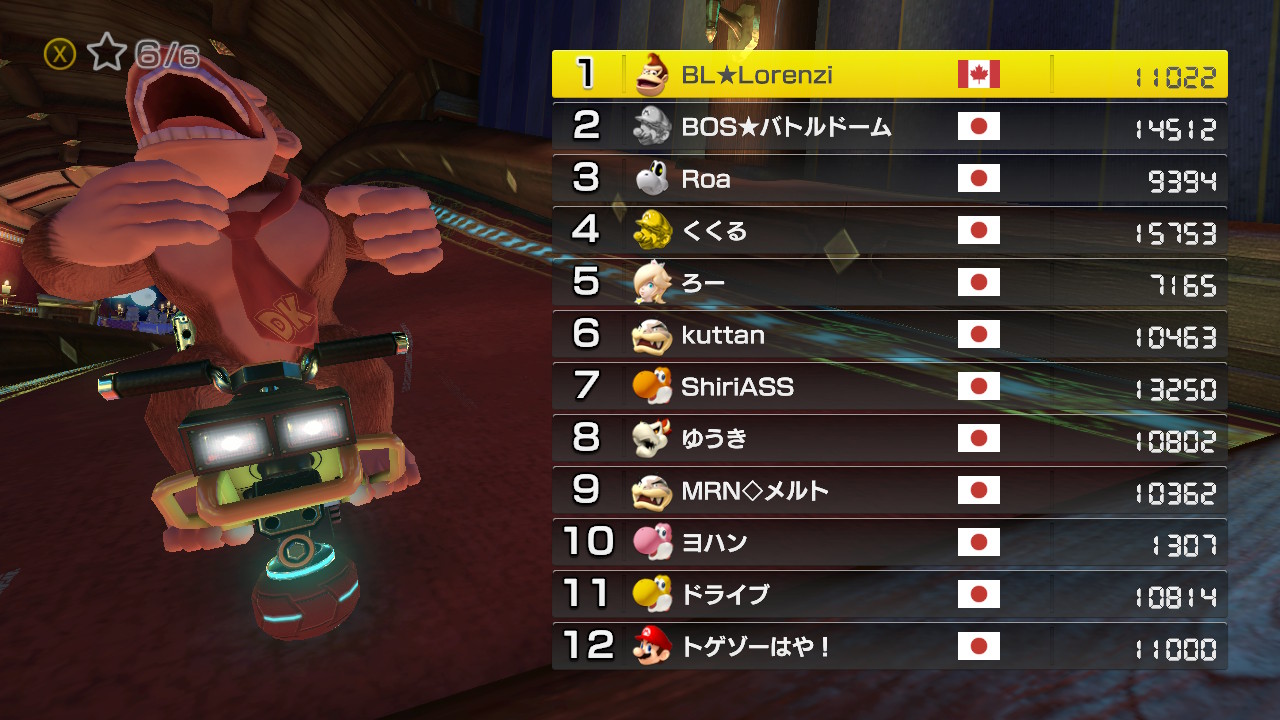 X ☆ 6/6
1 BL★Lorenzi 11022
2 BOS★バトルドーム 14512
3 Roa 9394
4 くくる 15753
5 ろー 7165
6 kuttan 10463
7 ShiriASS 13250
8 ゆうき 10802
9 MRN◇メルト 10362
10 ヨハン 1307
11 ドライブ 10814
12 トゲゾーはや！ 11000
DK